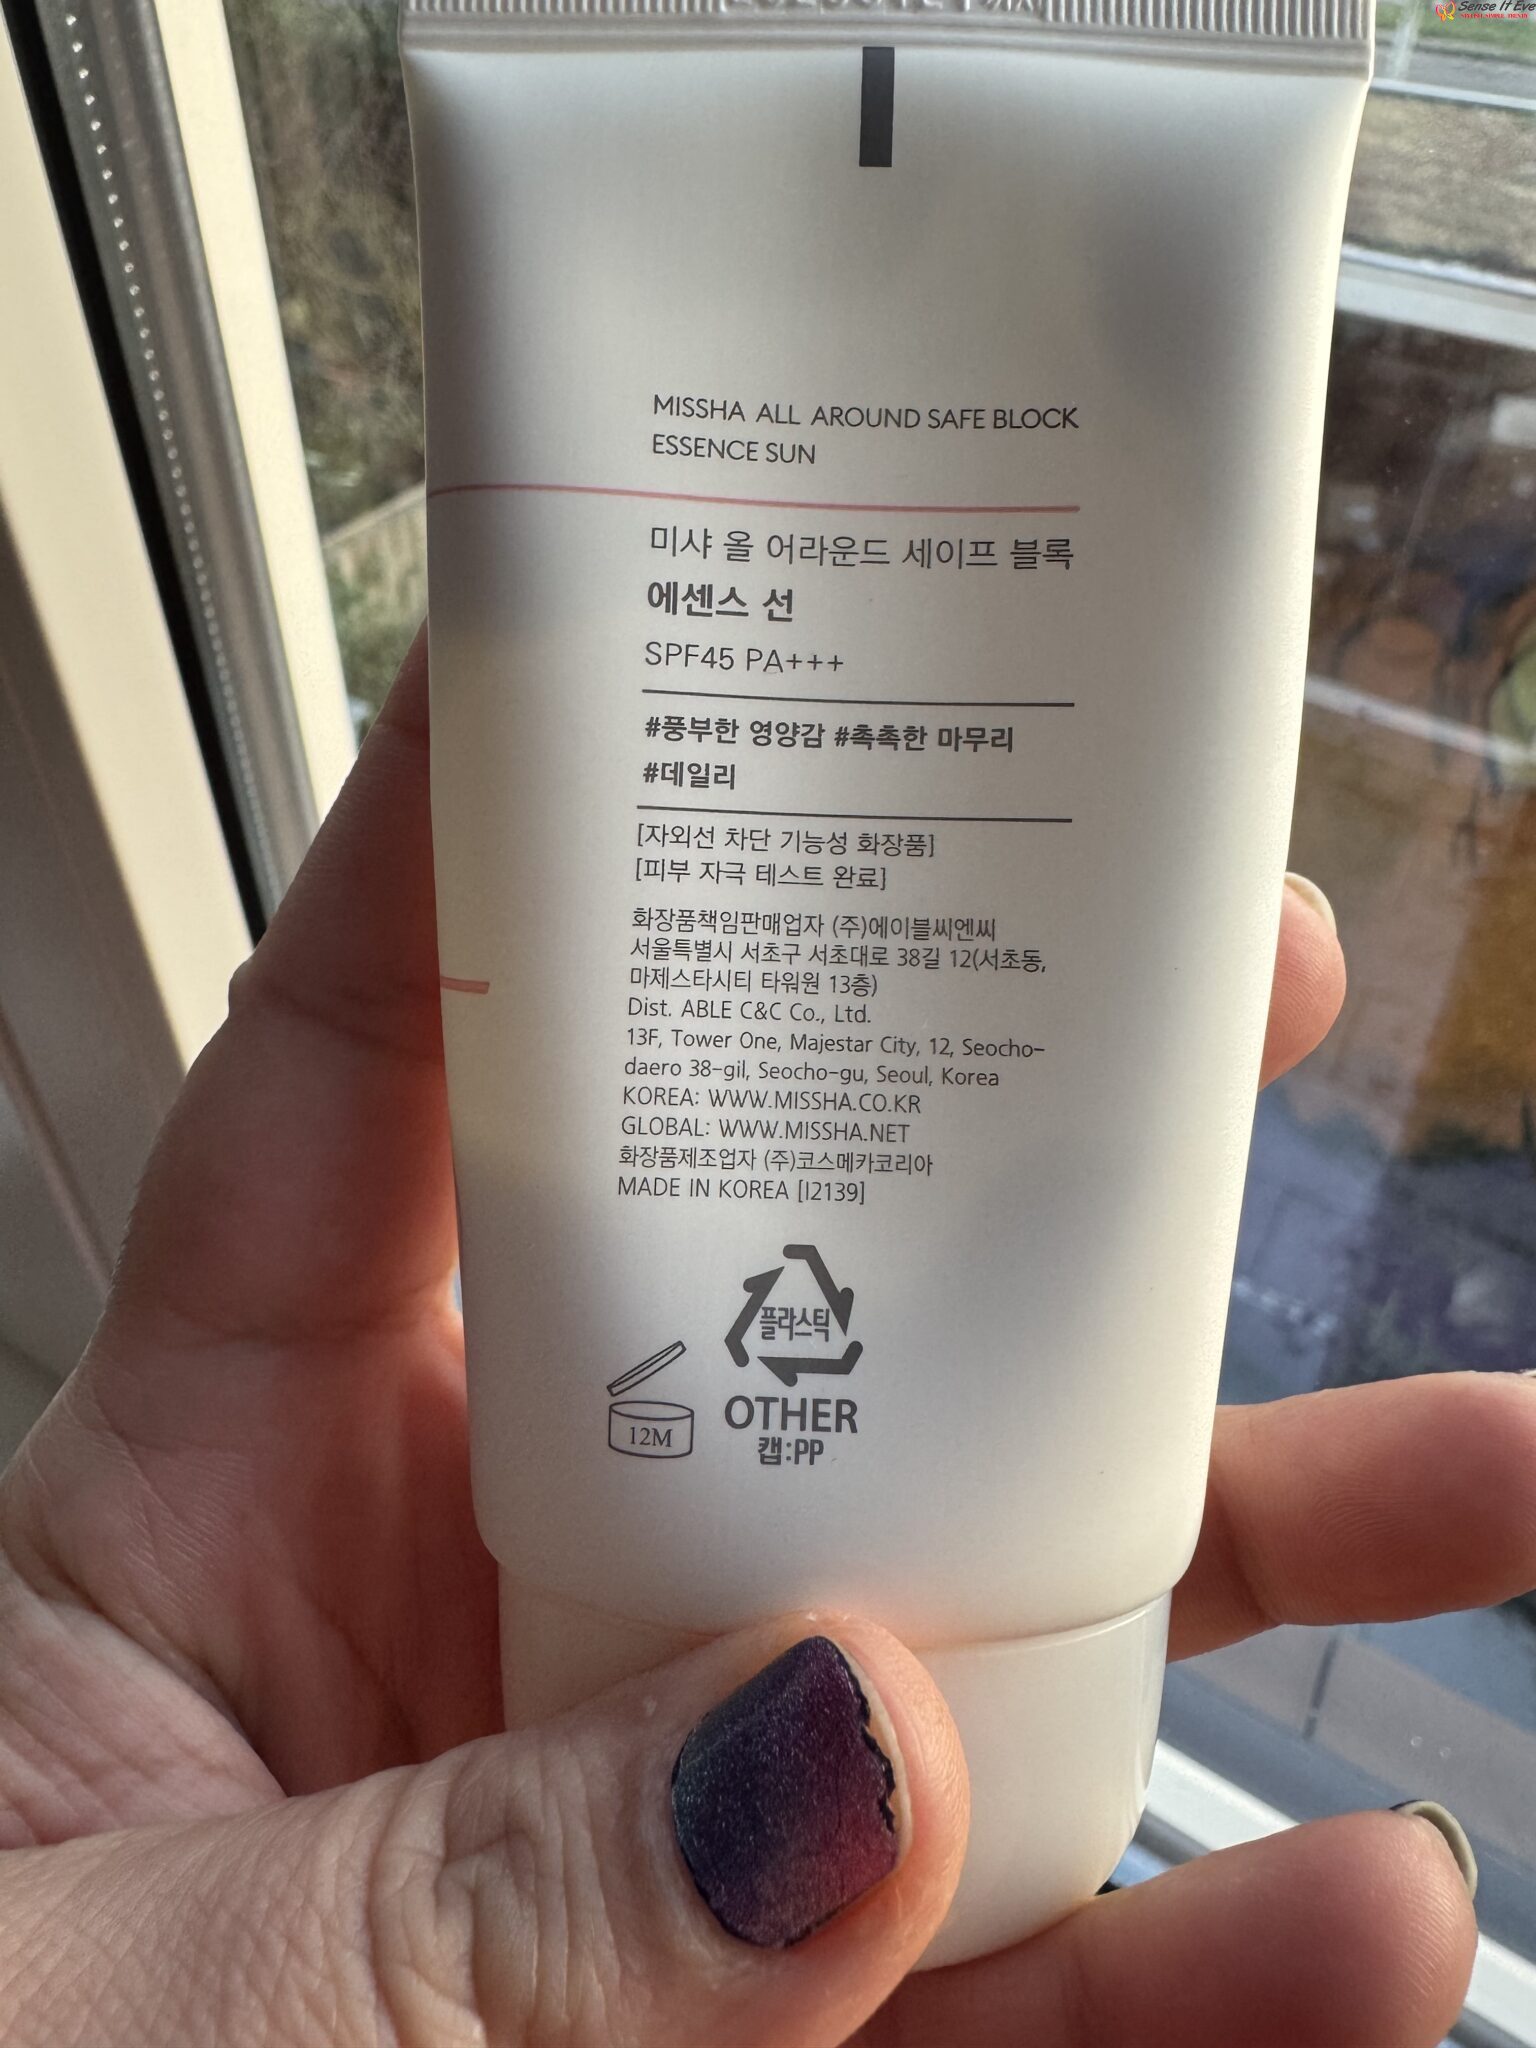 Sense It Eve
MISSHA ALL AROUND SAFE BLOCK
ESSENCE SUN
미샤 올 어라운드 세이프 블록
에센스 선
SPF45 PA+++
#풍부한 영양감 #촉촉한 마무리
#데일리
[자외선 차단 기능성 화장품]
[피부 자극 테스트 완료]
화장품책임판매업자 (주)에이블씨엔씨
서울특별시 서초구 서초대로 38길 12(서초동,
마제스타시티 타워원 13층)
Dist. ABLE C&C Co., Ltd.
13F, Tower One, Majestar City, 12, Seocho-
daero 38-gil, Seocho-gu, Seoul, Korea
KOREA: WWW.MISSHA.CO.KR
GLOBAL: WWW.MISSHA.NET
화장품제조업자 (주)코스메카코리아
MADE IN KOREA [I2139]
플라스틱
OTHER
캡:PP
12M